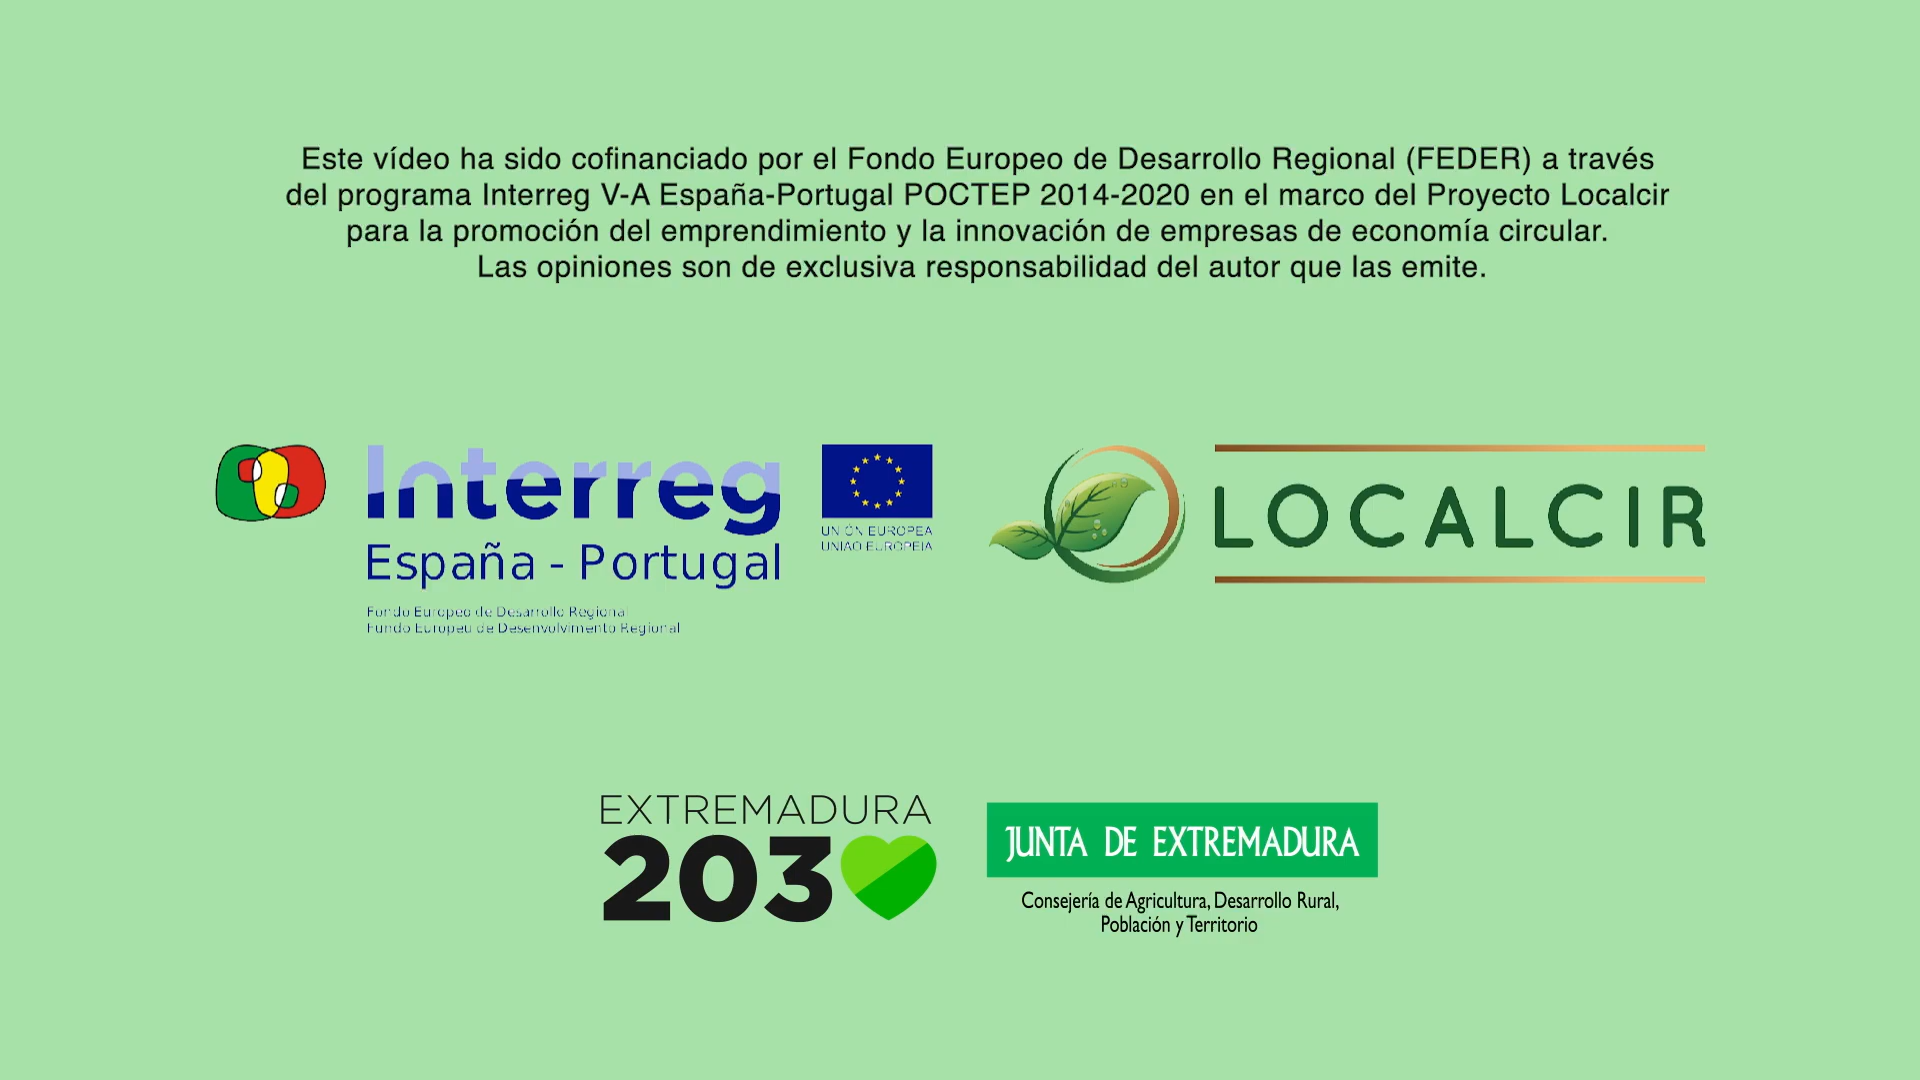 Este vídeo ha sido cofinanciado por el Fondo Europeo de Desarrollo Regional (FEDER) a través
del programa Interreg V-A España-Portugal POCTEP 2014-2020 en el marco del Proyecto Localcir
para la promoción del emprendimiento y la innovación de empresas de economía circular.
Las opiniones son de exclusiva responsabilidad del autor que las emite.
Interreg
España - Portugal
Fondo Europeo de Desarrollo Regional
Fundo Europeu de Desenvolvimento Regional
UNIÓN EUROPEA
UNIÃO EUROPEIA
LOCALCIR
EXTREMADURA
203
JUNTA DE EXTREMADURA
Consejería de Agricultura, Desarrollo Rural,
Población y Territorio